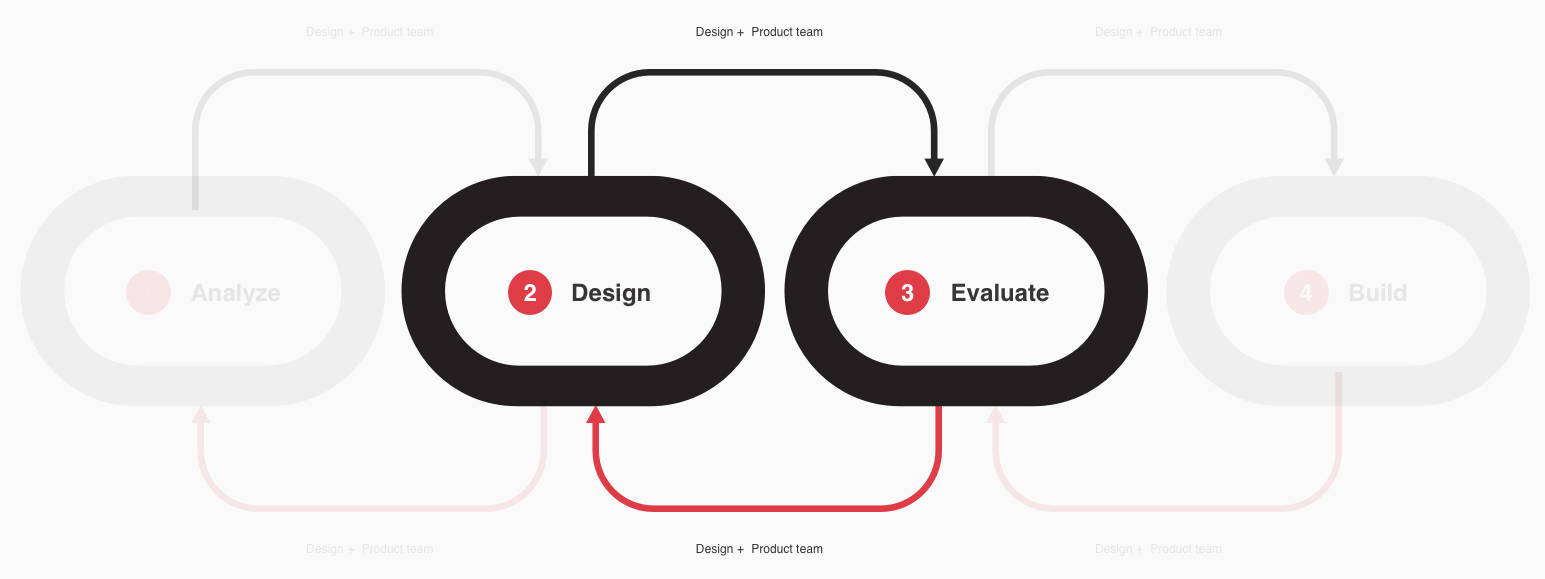 Design +  Product team
Design +  Product team
Design +  Product team
Analyze
2 Design
3 Evaluate
4 Build
Design +  Product team
Design +  Product team
Design +  Product team